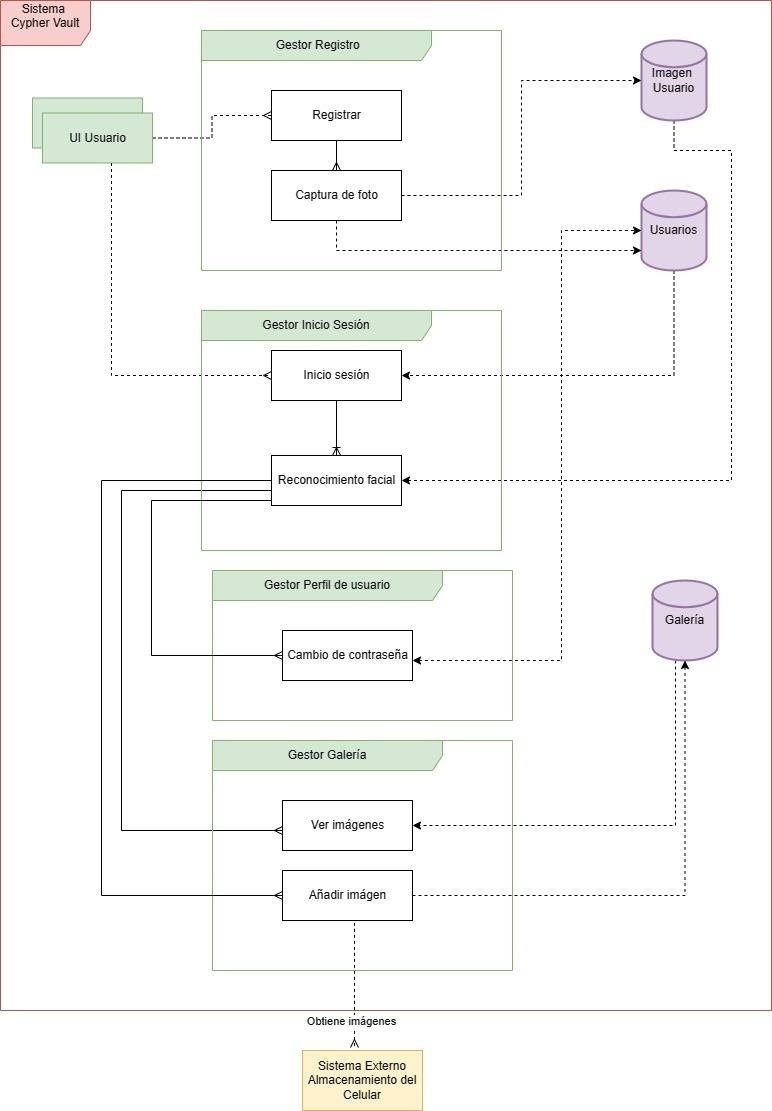 Sistema
Cypher Vault
Gestor Registro
Registrar
Imagen
Usuario
UI Usuario
Captura de foto
Usuarios
Gestor Inicio Sesión
Inicio sesión
Reconocimiento facial
Gestor Perfil de usuario
Galería
Cambio de contraseña
Gestor Galería
Ver imágenes
Añadir imágen
Obtiene imágenes
Sistema Externo
Almacenamiento del
Celular